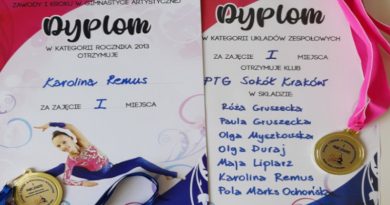 ZAWODY I KROKU W GIMNASTYCE ARTYSTYCZNEJ
Dyplom
W KATEGORII ROCZNIKA 2013
OTRZYMUJE
Karolina Remus
ZA ZAJĘCIE I MIEJSCA
Dyplom
W KATEGORII UKŁADÓW ZESPOŁOWYCH
OTRZYMUJE KLUB
PTG Sokół Kraków
ZA ZAJĘCIE I MIEJSCA
W SKŁADZIE:
Róża Gruszecka
Paula Gruszecka
Olga Myszkowska
Olga Duraj
Maja Lipiarz
Karolina Remus
Pola Marks Ochońska